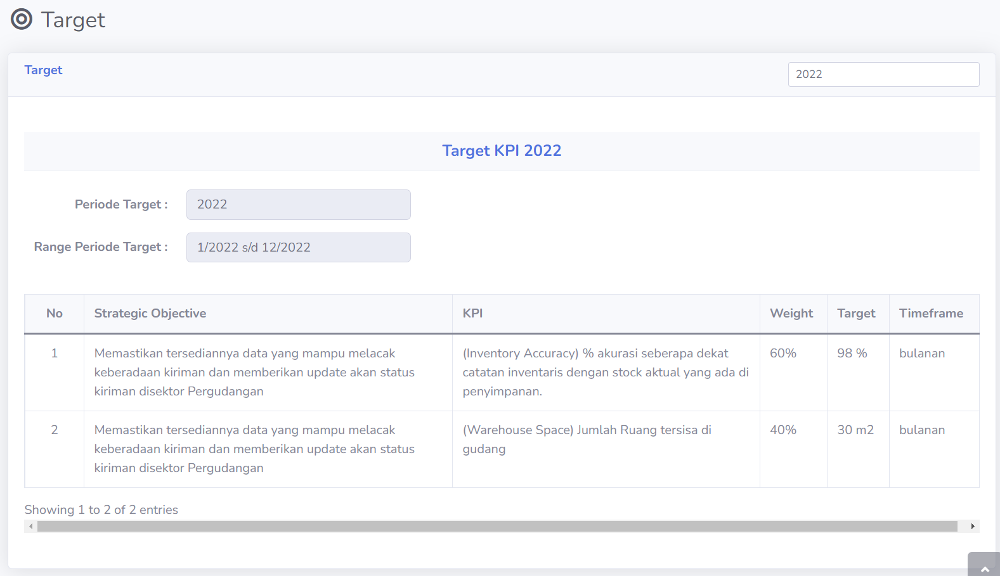 Target
Target
2022
Target KPI 2022
Periode Target :
2022
Range Periode Target :
1/2022 s/d 12/2022
No Strategic Objective KPI Weight Target Timeframe
1 Memastikan tersediannya data yang mampu melacak (Inventory Accuracy) % akurasi seberapa dekat 60% 98 % bulanan
keberadaan kiriman dan memberikan update akan status catatan inventaris dengan stock aktual yang ada di
kiriman disektor Pergudangan penyimpanan.
2 Memastikan tersediannya data yang mampu melacak (Warehouse Space) Jumlah Ruang tersisa di 40% 30 m2 bulanan
keberadaan kiriman dan memberikan update akan status gudang
kiriman disektor Pergudangan
Showing 1 to 2 of 2 entries